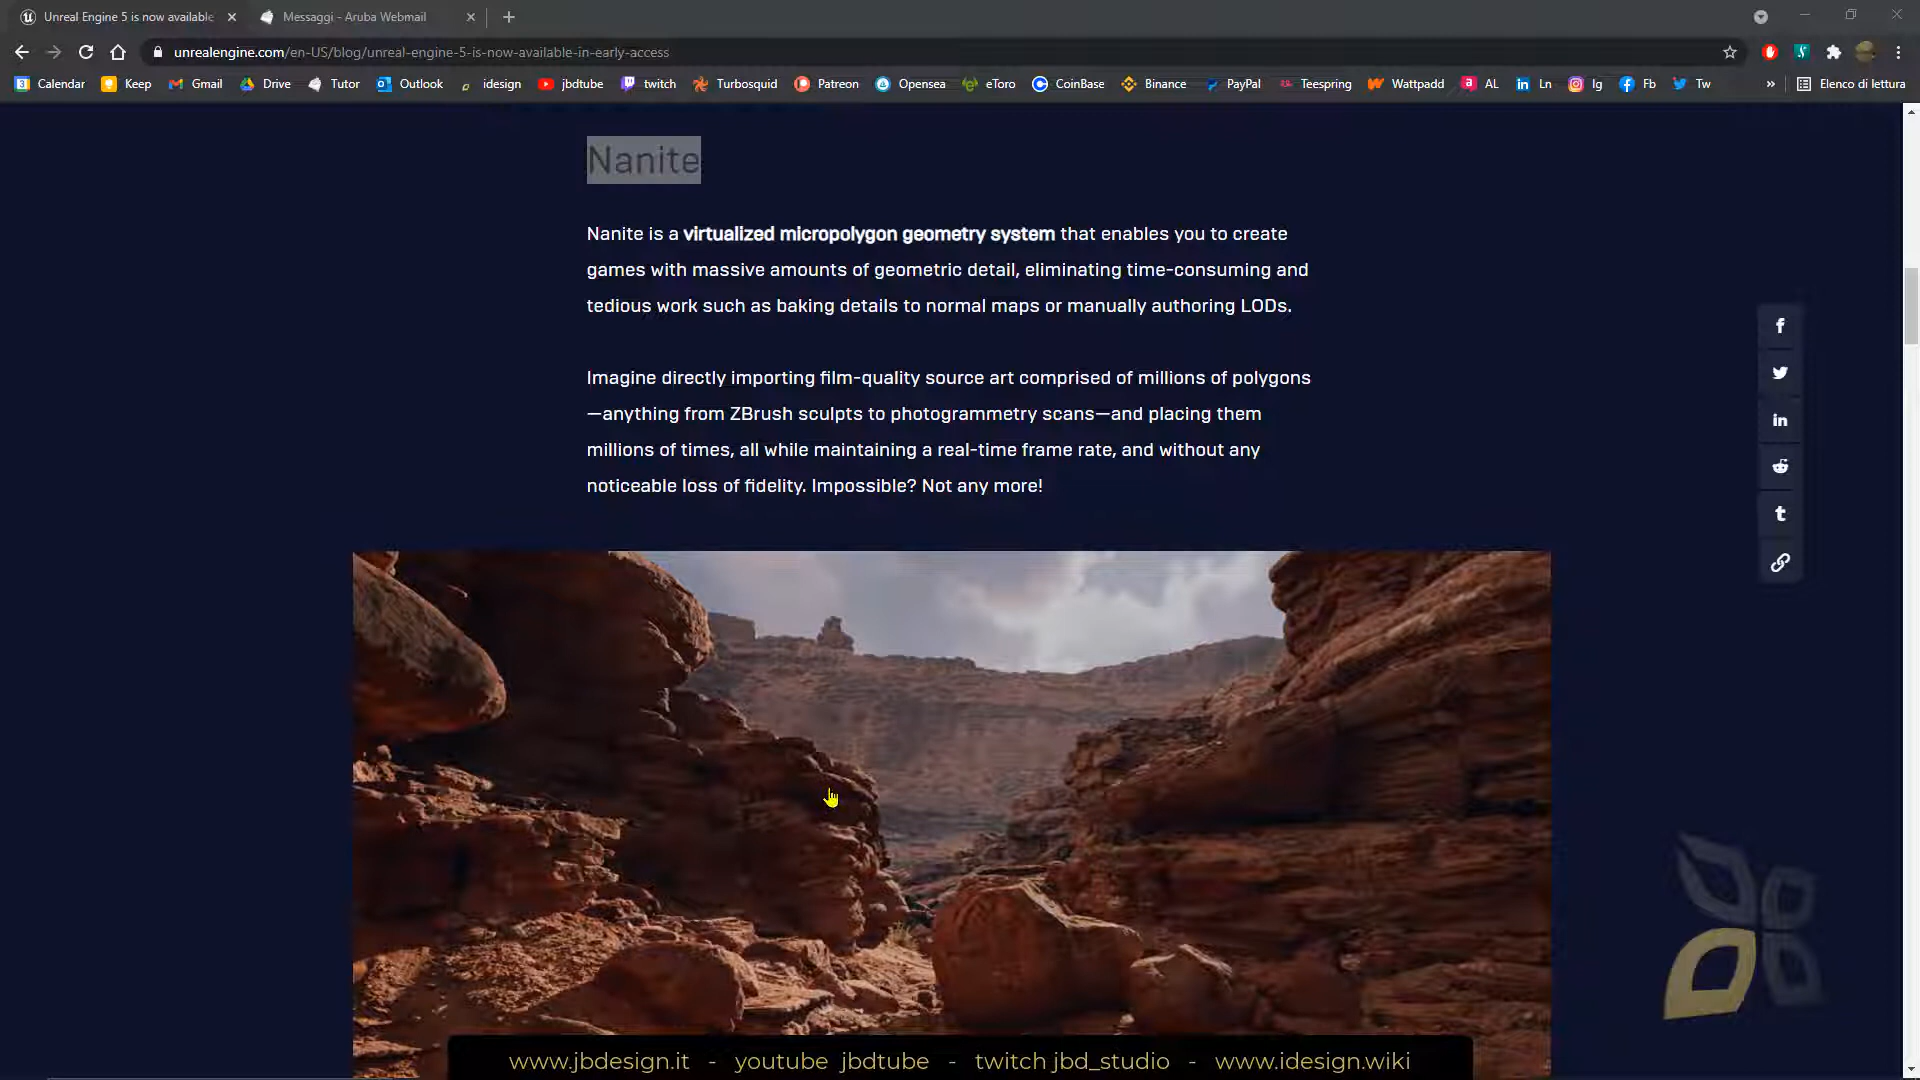 Unreal Engine 5 is now available
Messaggi – Aruba Webmail
unrealengine.com/en-US/blog/unreal-engine-5-is-now-available-in-early-access
Calendar Keep Gmail Drive Tutor Outlook idesign jbdtube twitch Turbosquid Patreon Opensea eToro CoinBase Binance PayPal Teespring Wattpadd AL Ln Ig Fb Tw » Elenco di lettura
Nanite
Nanite is a virtualized micropolygon geometry system that enables you to create
games with massive amounts of geometric detail, eliminating time-consuming and
tedious work such as baking details to normal maps or manually authoring LODs.
Imagine directly importing film-quality source art comprised of millions of polygons
—anything from ZBrush sculpts to photogrammetry scans—and placing them
millions of times, all while maintaining a real-time frame rate, and without any
noticeable loss of fidelity. Impossible? Not any more!
www.jbdesign.it - youtube jbdtube - twitch jbd_studio - www.idesign.wiki